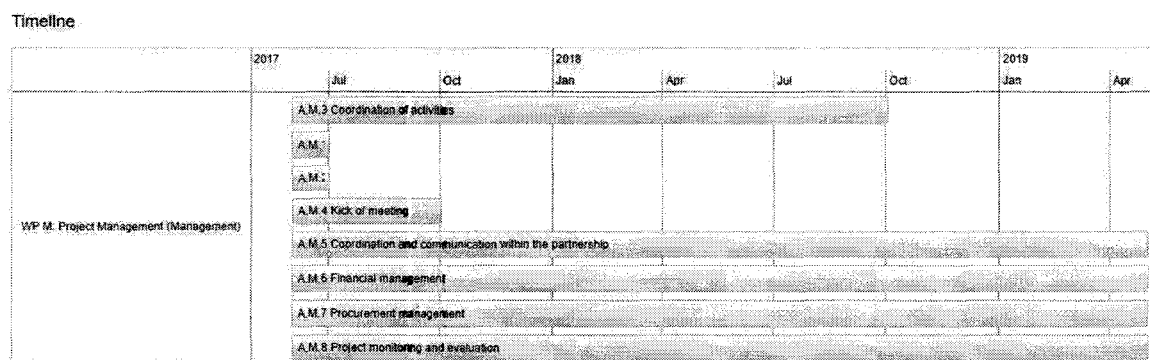 Timeline
2017 2018 2019
Jul Oct Jan Apr Jul Oct Jan Apr
A.M.3 Coordination of activities
A.M.
A.M.
A.M.4 Kick of meeting
WP M: Project Management (Management)
A.M.5 Coordination and communication within the partnership
A.M.6 Financial management
A.M.7 Procurement management
A.M.8 Project monitoring and evaluation